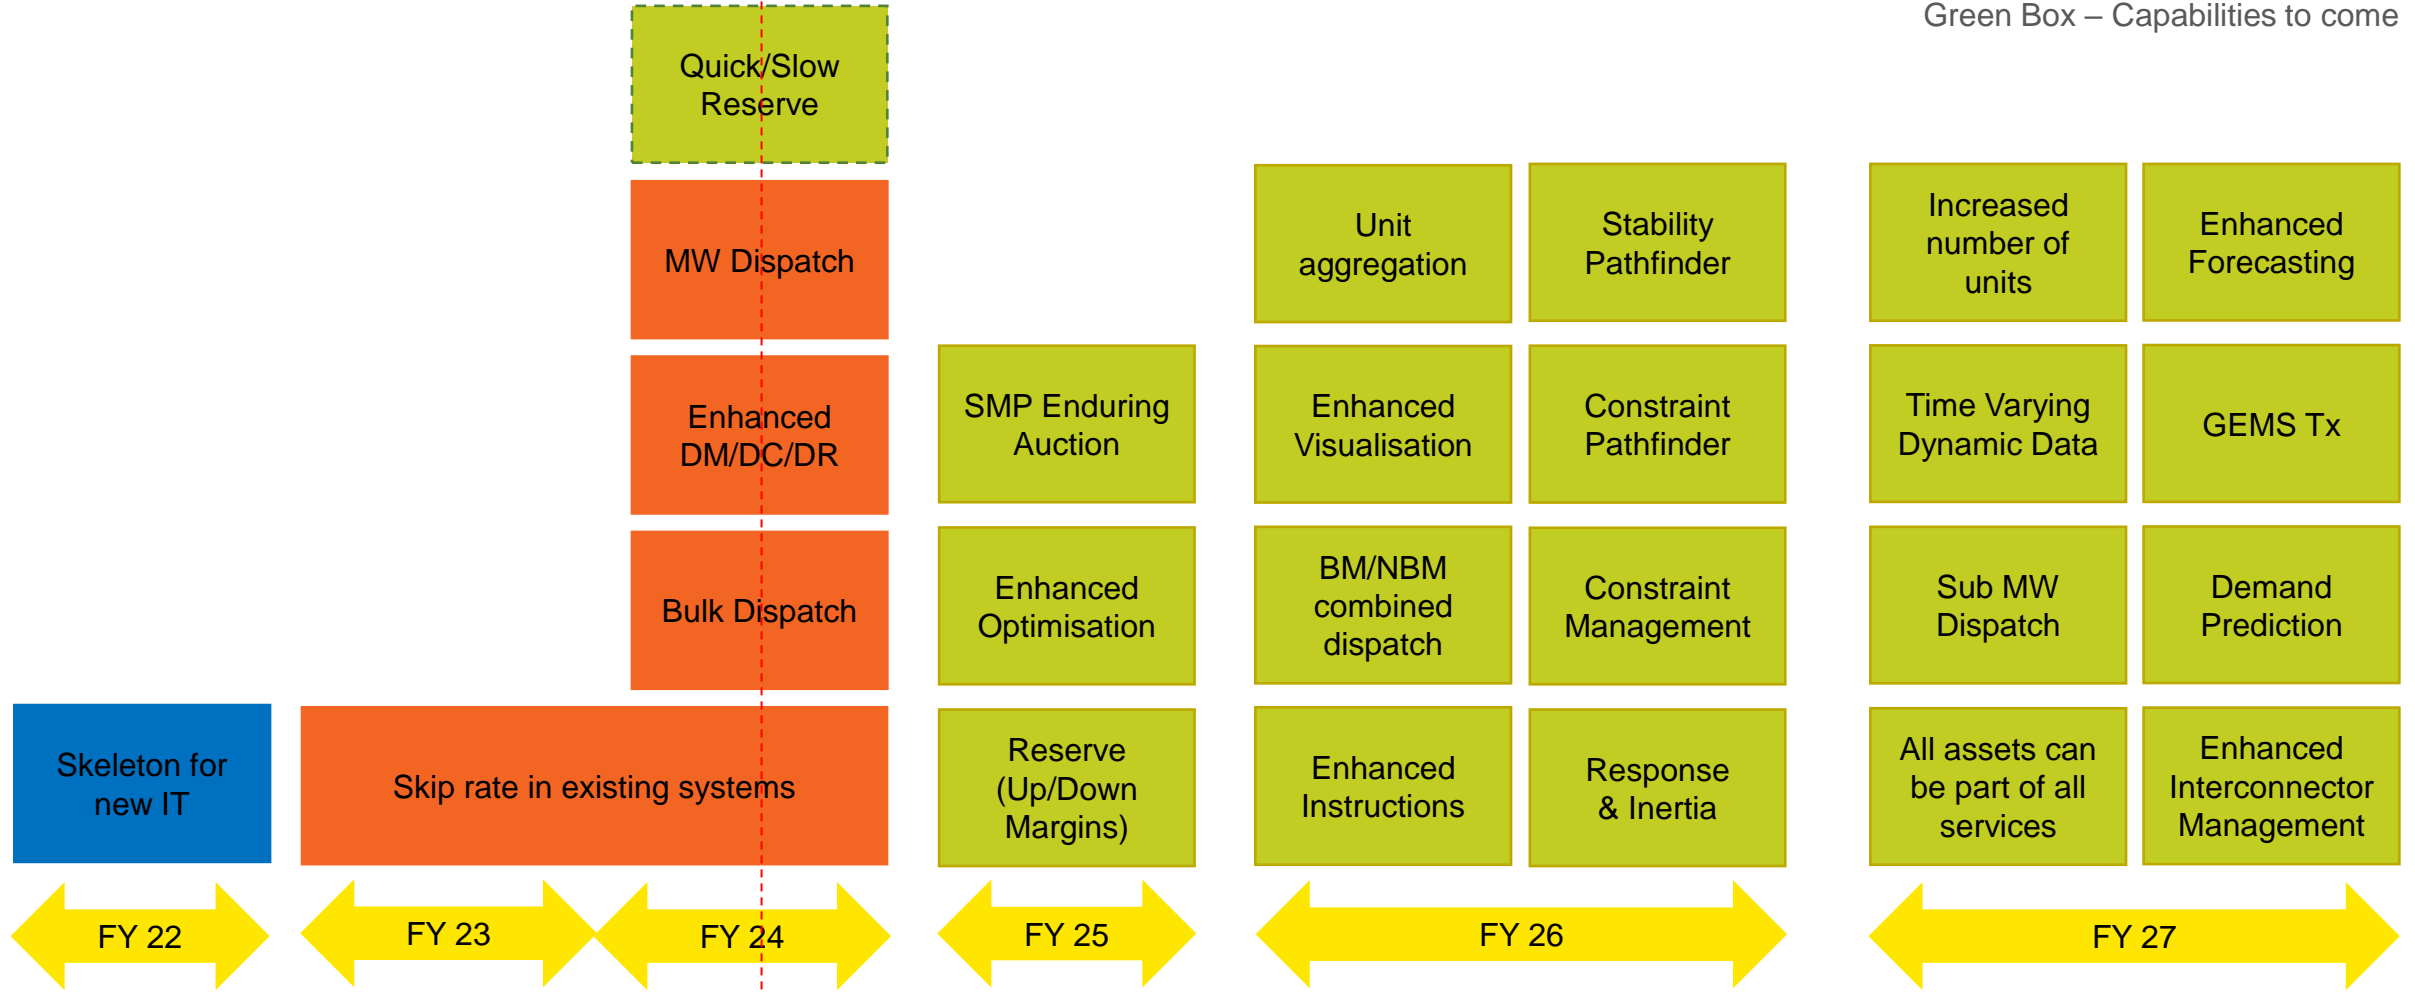 Green Box – Capabilities to come
Quick/Slow
Reserve
MW Dispatch
Enhanced
DM/DC/DR
Bulk Dispatch
Skeleton for
new IT
Skip rate in existing systems
SMP Enduring
Auction
Enhanced
Optimisation
Reserve
(Up/Down
Margins)
Unit
aggregation
Stability
Pathfinder
Enhanced
Visualisation
Constraint
Pathfinder
BM/NBM
combined
dispatch
Constraint
Management
Enhanced
Instructions
Response
& Inertia
Increased
number of
units
Enhanced
Forecasting
Time Varying
Dynamic Data
GEMS Tx
Sub MW
Dispatch
Demand
Prediction
All assets can
be part of all
services
Enhanced
Interconnector
Management
FY 22
FY 23
FY 24
FY 25
FY 26
FY 27